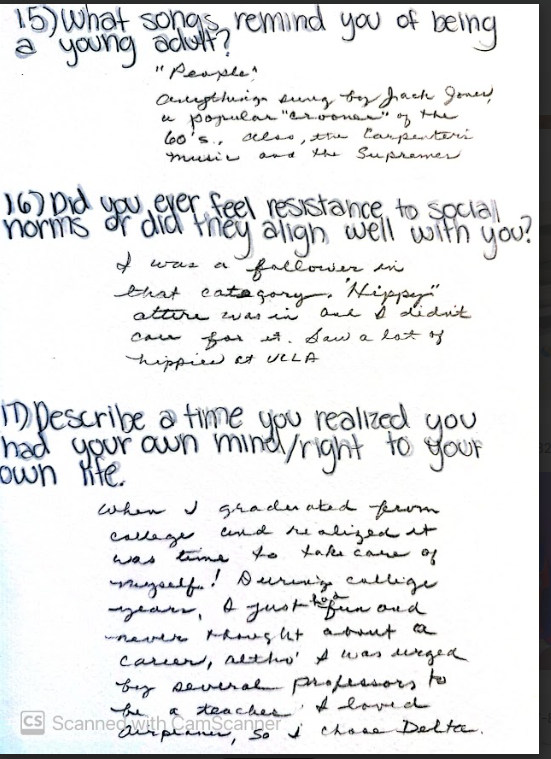 15) What songs remind you of being
a young adult?
"People"
Anything sung by Jack Jones,
a popular "crooner" of the
60's., also, the Carpenters
music and the Supremes
16) Did you ever feel resistance to social
norms or did they align well with you?
I was a follower in
that category. "Hippy"
attire was in and I didn't
care for it. Saw a lot of
hippies at UCLA
17) Describe a time you realized you
had your own mind/right to your
own life.
When I graduated from
college and realized it
was time to take care of
myself! During college
years, I just had fun and
never thought about a
career, altho' I was urged
by several professors to
be a teacher. I loved
airplanes, so I chose Delta.
CS Scanned with CamScanner